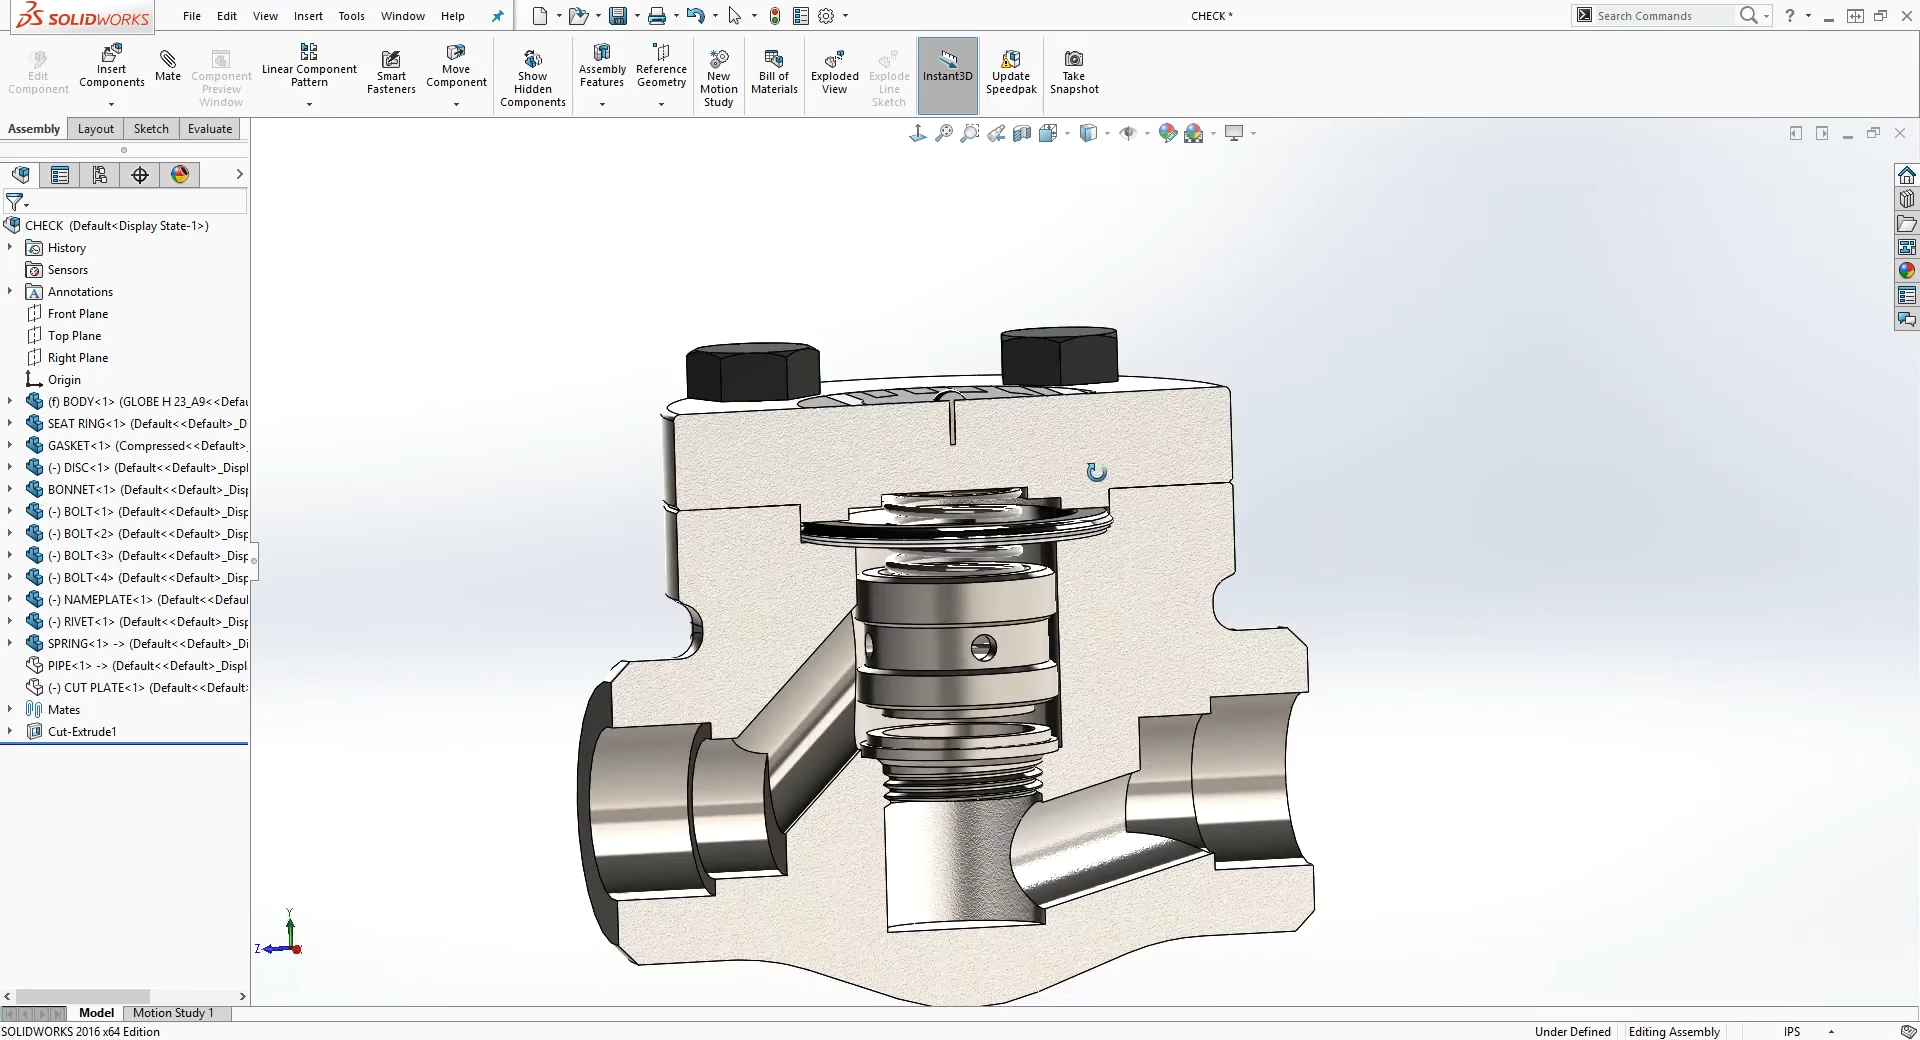 SOLIDWORKS
File
Edit
View
Insert
Tools
Window
Help
CHECK *
Search Commands
?
Edit
Component
Insert
Components
Mate
Component
Preview
Window
Linear Component
Pattern
Smart
Fasteners
Move
Component
Show
Hidden
Components
Assembly
Features
Reference
Geometry
New
Motion
Study
Bill of
Materials
Exploded
View
Explode
Line
Sketch
Instant3D
Update
Speedpak
Take
Snapshot
Assembly
Layout
Sketch
Evaluate
CHECK (Default<Display State-1>)
History
Sensors
Annotations
Front Plane
Top Plane
Right Plane
Origin
(f) BODY<1> (GLOBE H 23_A9<<Defau
SEAT RING<1> (Default<<Default>_D
GASKET<1> (Compressed<<Default>_
(-) DISC<1> (Default<<Default>_Displ
BONNET<1> (Default<<Default>_Disp
(-) BOLT<1> (Default<<Default>_Disp
(-) BOLT<2> (Default<<Default>_Disp
(-) BOLT<3> (Default<<Default>_Disp
(-) BOLT<4> (Default<<Default>_Disp
(-) NAMEPLATE<1> (Default<<Defaul
(-) RIVET<1> (Default<<Default>_Disp
SPRING<1> -> (Default<<Default>_Di
PIPE<1> -> (Default<<Default>_Displ
(-) CUT PLATE<1> (Default<<Default>
Mates
Cut-Extrude1
Y
Z
Model
Motion Study 1
SOLIDWORKS 2016 x64 Edition
Under Defined
Editing Assembly
IPS